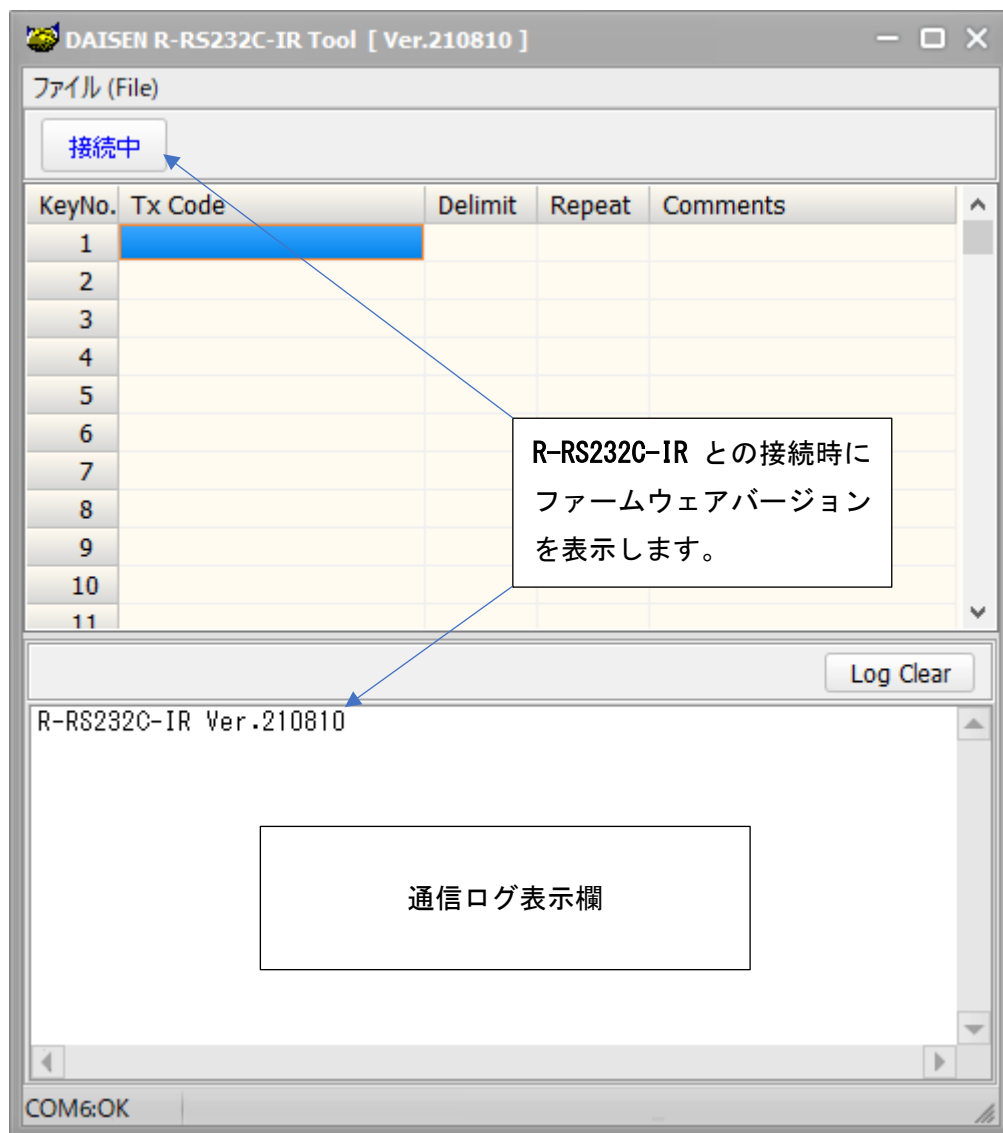 DAISEN R-RS232C-IR Tool [ Ver.210810 ]
ファイル (File)
接続中
KeyNo. Tx Code Delimit Repeat Comments
1
2
3
4
5
6
7
8
9
10
11
R-RS232C-IR との接続時に
ファームウェアバージョン
を表示します。
Log Clear
R-RS232C-IR Ver.210810
通信ログ表示欄
COM6:OK